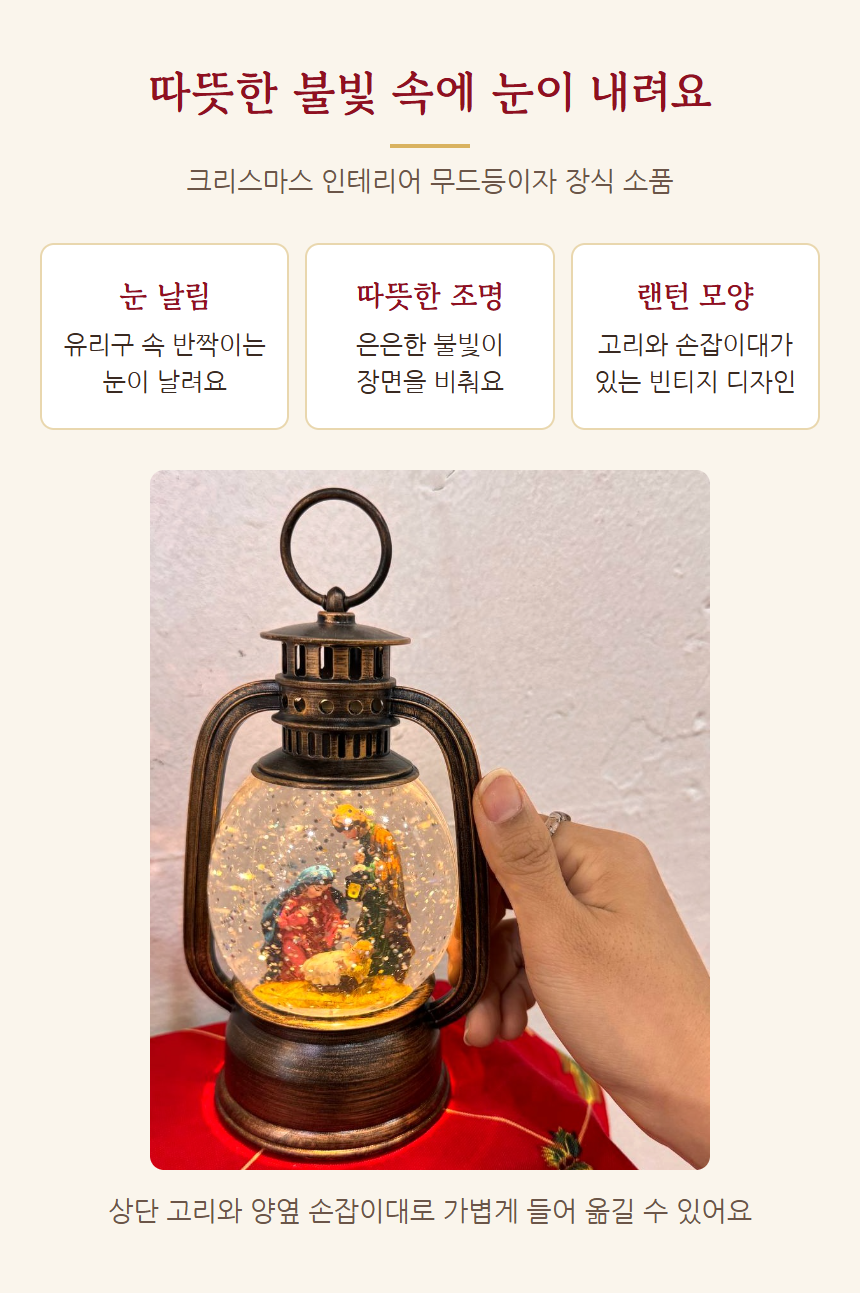 따뜻한 불빛 속에 눈이 내려요
크리스마스 인테리어 무드등이자 장식 소품
눈 날림
유리구 속 반짝이는
눈이 날려요
따뜻한 조명
은은한 불빛이
장면을 비춰요
랜턴 모양
고리와 손잡이대가
있는 빈티지 디자인
상단 고리와 양옆 손잡이대로 가볍게 들어 옮길 수 있어요